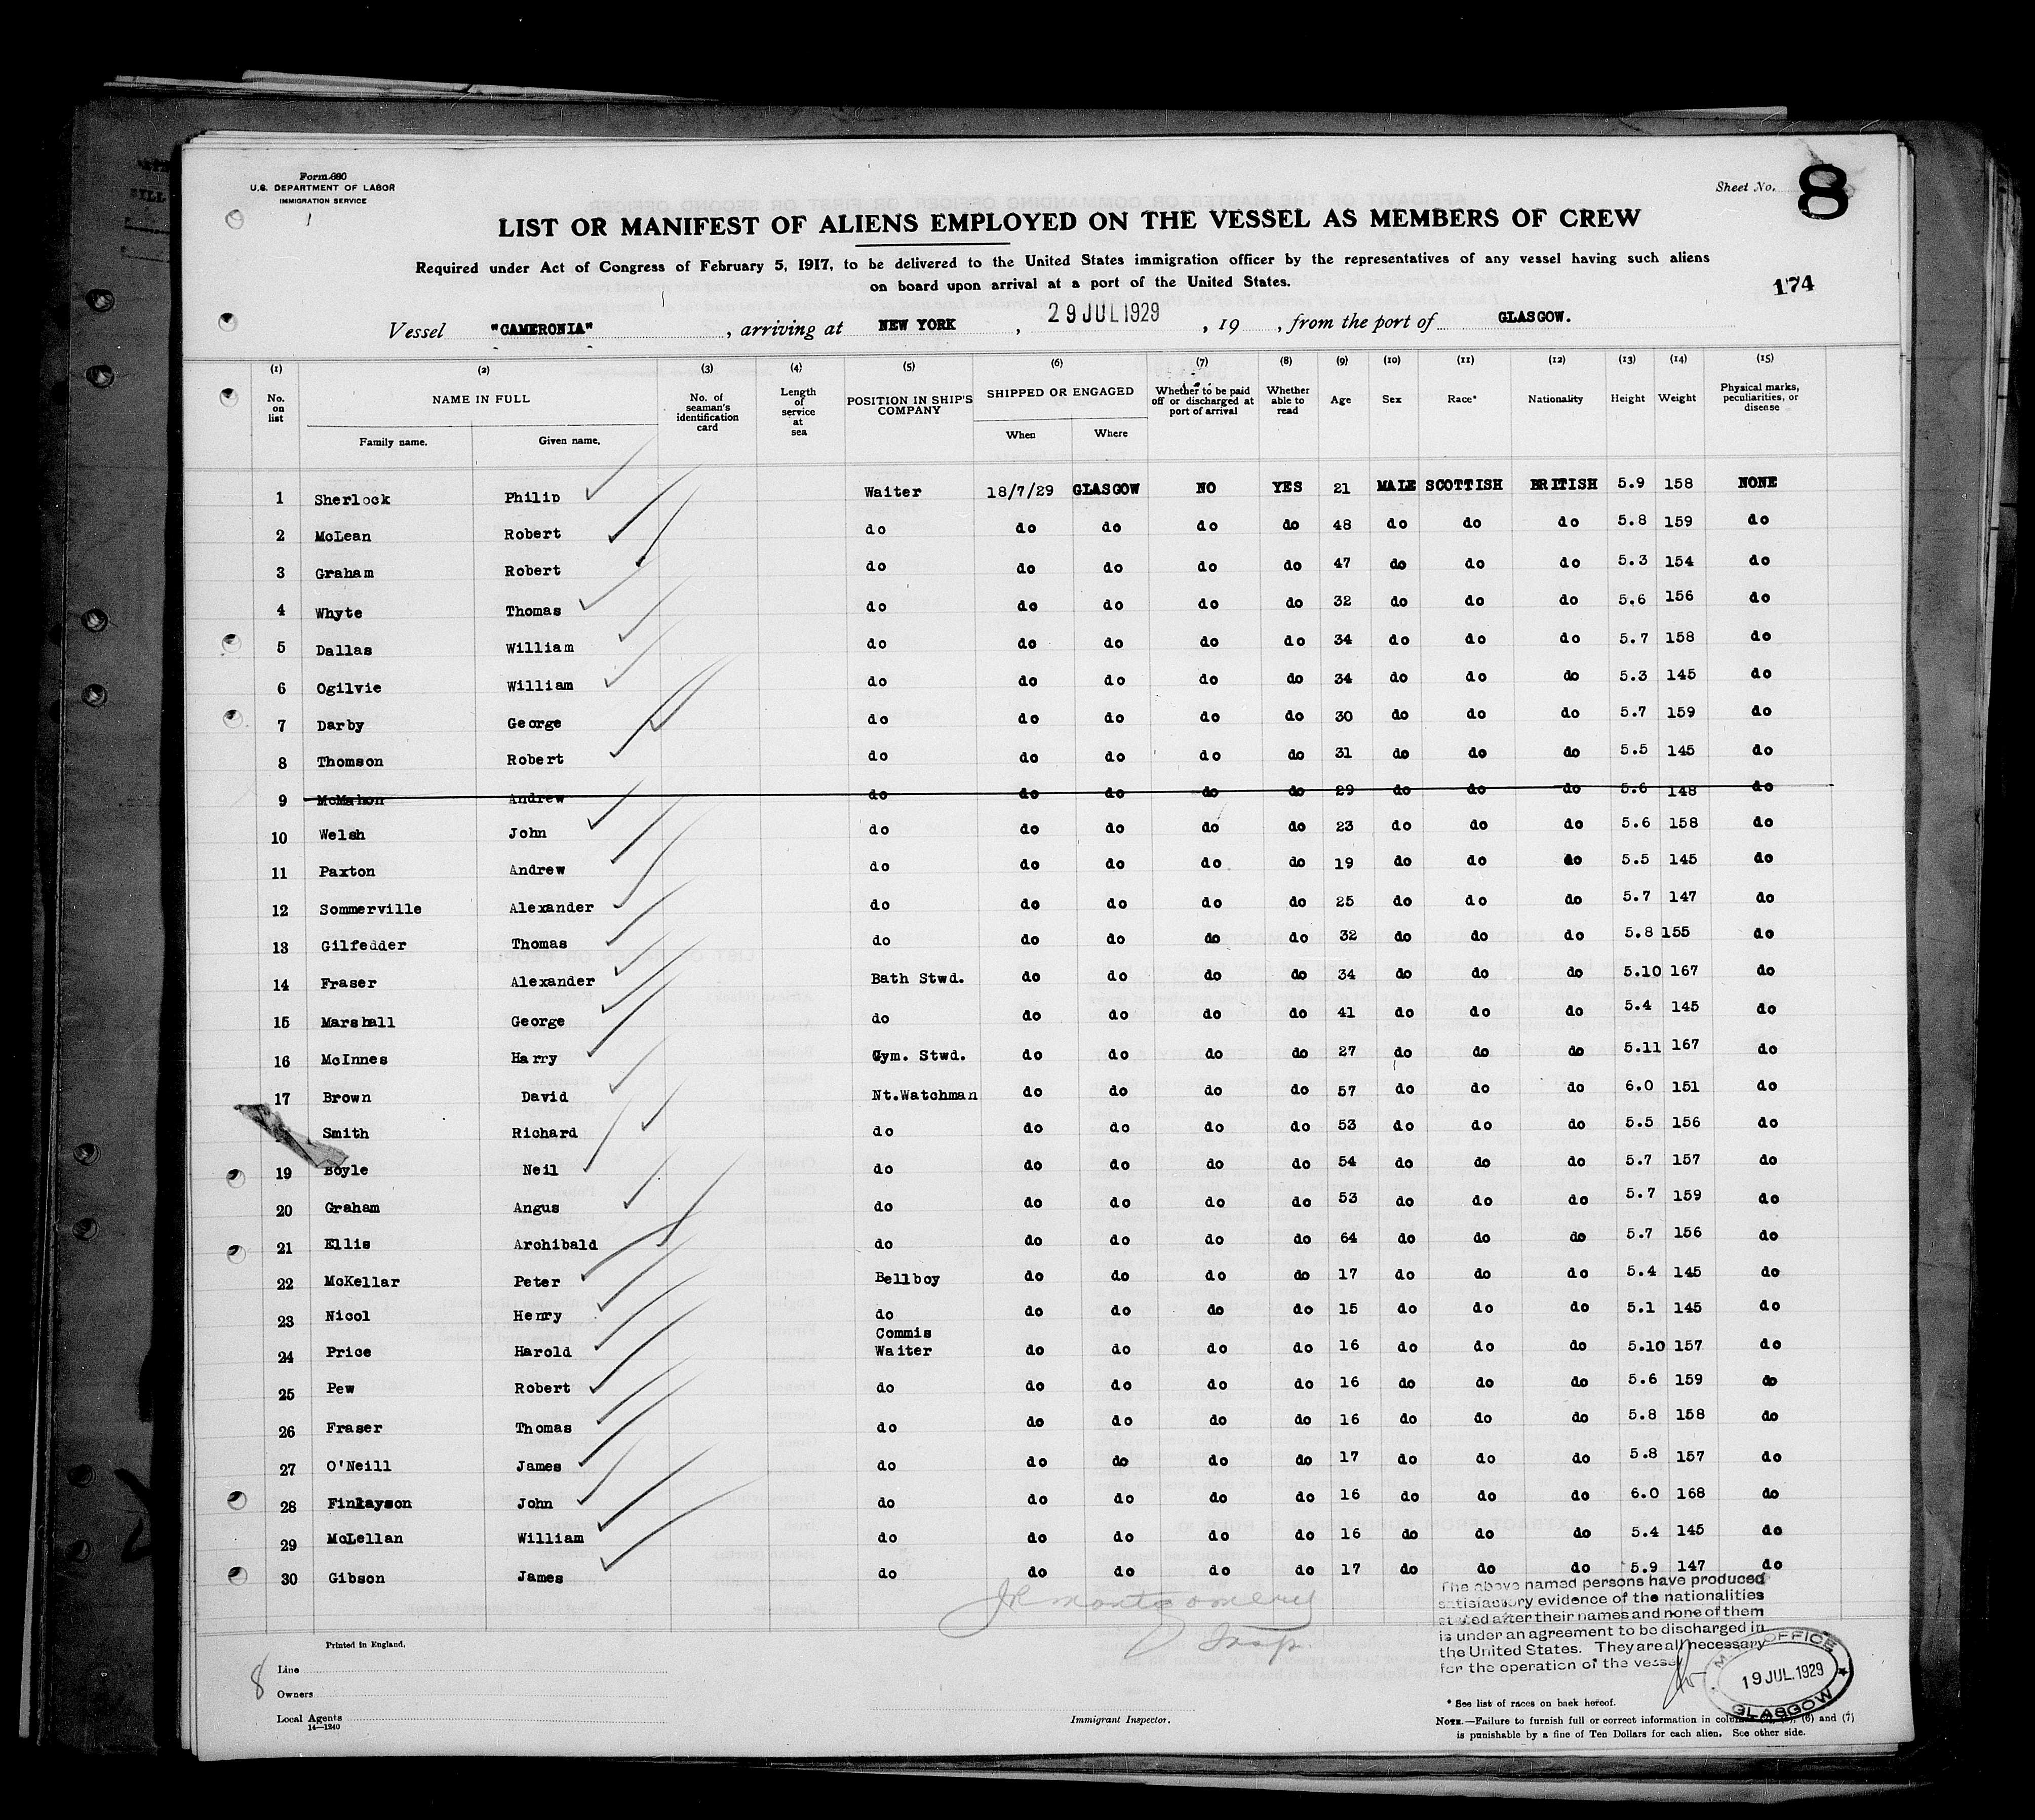 Form 680
U.S. DEPARTMENT OF LABOR
IMMIGRATION SERVICE
Sheet No. 8
LIST OR MANIFEST OF ALIENS EMPLOYED ON THE VESSEL AS MEMBERS OF CREW
Required under Act of Congress of February 5, 1917, to be delivered to the United States immigration officer by the representatives of any vessel having such aliens
on board upon arrival at a port of the United States.
174
Vessel "CAMERONIA", arriving at NEW YORK, 29 JUL 1929, 19 , from the port of GLASGOW.
(1) (2) (3) (4) (5) (6) (7) (8) (9) (10) (11) (12) (13) (14) (15)
No. on list NAME IN FULL Family name. Given name. No. of seaman's identification card Length of service at sea POSITION IN SHIP'S COMPANY SHIPPED OR ENGAGED When Where Whether to be paid off or discharged at port of arrival Whether able to read Age Sex Race* Nationality Height Weight Physical marks, peculiarities, or disease
1 Sherlock Philip Waiter 18/7/29 GLASGOW NO YES 21 MALE SCOTTISH BRITISH 5.9 158 NONE
2 McLean Robert do do do do do 48 do do do 5.8 159 do
3 Graham Robert do do do do do 47 do do do 5.3 154 do
4 Whyte Thomas do do do do do 32 do do do 5.6 156 do
5 Dallas William do do do do do 34 do do do 5.7 158 do
6 Ogilvie William do do do do do 34 do do do 5.3 145 do
7 Darby George do do do do do 30 do do do 5.7 159 do
8 Thomson Robert do do do do do 31 do do do 5.5 145 do
9 McMahon Andrew do do do do do 29 do do do 5.6 148 do
10 Welsh John do do do do do 23 do do do 5.6 158 do
11 Paxton Andrew do do do do do 19 do do do 5.5 145 do
12 Sommerville Alexander do do do do do 25 do do do 5.7 147 do
13 Gilfedder Thomas do do do do do 32 do do do 5.8 155 do
14 Fraser Alexander Bath Stwd. do do do do 34 do do do 5.10 167 do
15 Marshall George do do do do do 41 do do do 5.4 145 do
16 McInnes Harry Gym. Stwd. do do do do 27 do do do 5.11 167 do
17 Brown David Nt.Watchman do do do do 57 do do do 6.0 151 do
Smith Richard do do do do do 53 do do do 5.5 156 do
19 Boyle Neil do do do do do 54 do do do 5.7 157 do
20 Graham Angus do do do do do 53 do do do 5.7 159 do
21 Ellis Archibald do do do do do 64 do do do 5.7 156 do
22 McKellar Peter Bellboy do do do do 17 do do do 5.4 145 do
23 Nicol Henry do do do do do 15 do do do 5.1 145 do
24 Price Harold Commis Waiter do do do do 16 do do do 5.10 157 do
25 Pew Robert do do do do do 16 do do do 5.6 159 do
26 Fraser Thomas do do do do do 16 do do do 5.8 158 do
27 O'Neill James do do do do do 17 do do do 5.8 157 do
28 Finlayson John do do do do do 16 do do do 6.0 168 do
29 McLellan William do do do do do 16 do do do 5.4 145 do
30 Gibson James do do do do do 17 do do do 5.9 147 do
The above named persons have produced
satisfactory evidence of the nationalities
stated after their names and none of them
is under an agreement to be discharged in
the United States. They are all necessary
for the operation of the vessel
Montgomery
Insp.
OFFICE
19 JUL. 1929
GLASGOW
Printed in England.
8
Line
Owners
Local Agents
14—1240
Immigrant Inspector.
* See list of races on back hereof.
NOTE.—Failure to furnish full or correct information in columns (6) and (7)
is punishable by a fine of Ten Dollars for each alien. See other side.